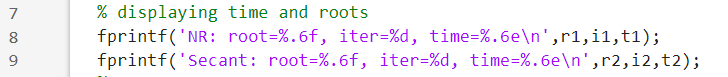 7 % displaying time and roots
8 fprintf('NR: root=%.6f, iter=%d, time=%.6e\n',r1,i1,t1);
9 fprintf('Secant: root=%.6f, iter=%d, time=%.6e\n',r2,i2,t2);